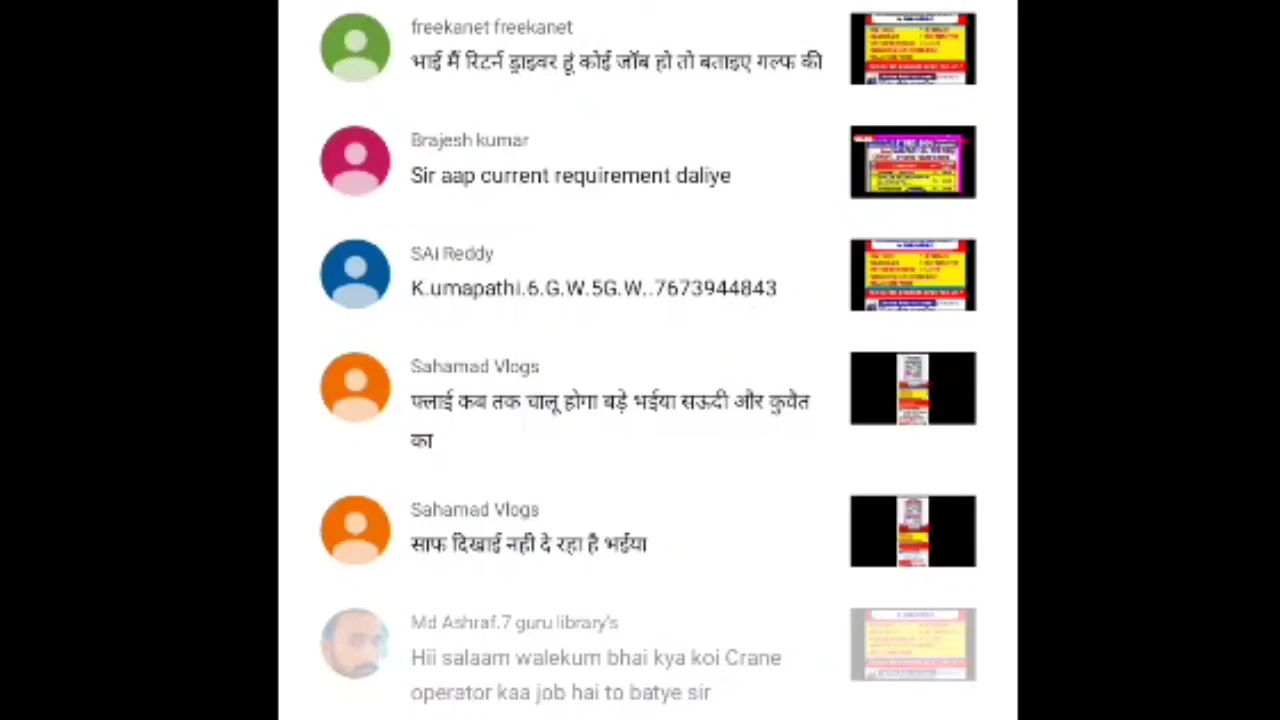 freekanet freekanet
भाई मैं रिटर्न ड्राइवर हूं कोई जॉब हो तो बताइए गल्फ की
Brajesh kumar
Sir aap current requirement daliye
SAI Reddy
K.umapathi.6.G.W.5G.W..7673944843
Sahamad Vlogs
फ्लाई कब तक चालू होगा बड़े भईया सऊदी और कुवैत
का
Sahamad Vlogs
साफ दिखाई नही दे रहा है भईया
Md Ashraf.7 guru library's
Hii salaam walekum bhai kya koi Crane
operator kaa job hai to batye sir